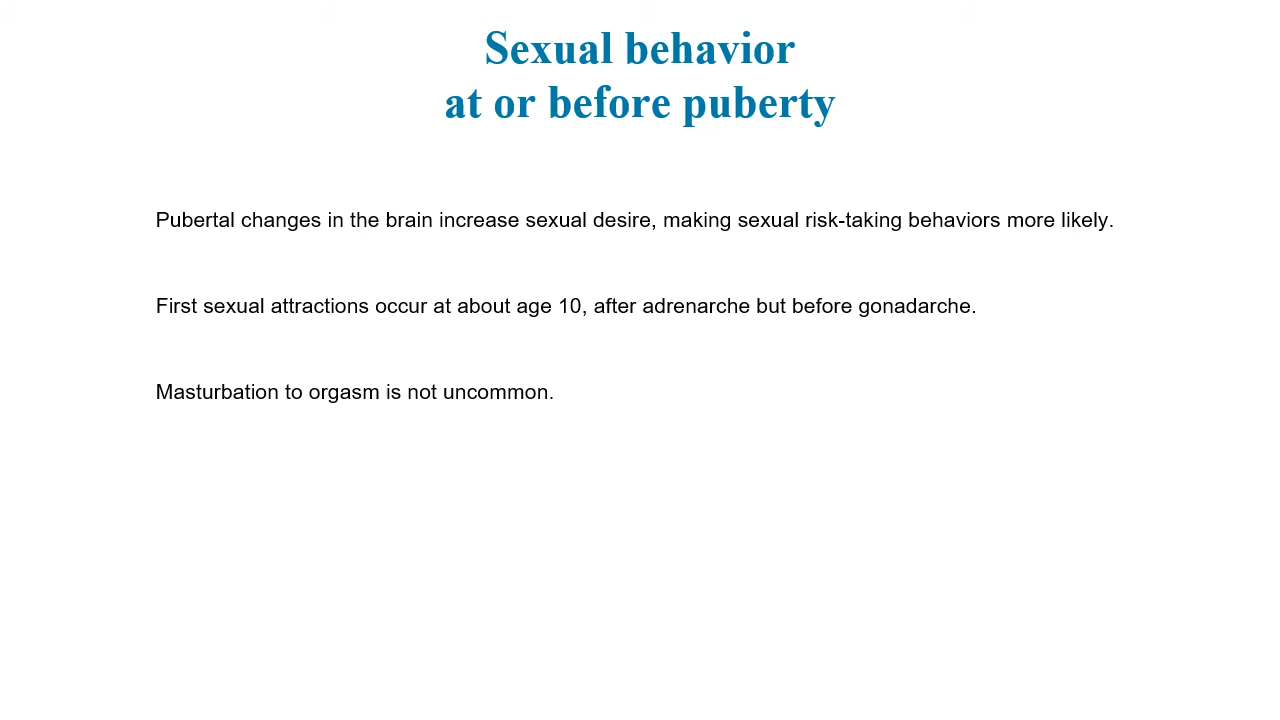 Sexual behavior
at or before puberty
Pubertal changes in the brain increase sexual desire, making sexual risk-taking behaviors more likely.
First sexual attractions occur at about age 10, after adrenarche but before gonadarche.
Masturbation to orgasm is not uncommon.